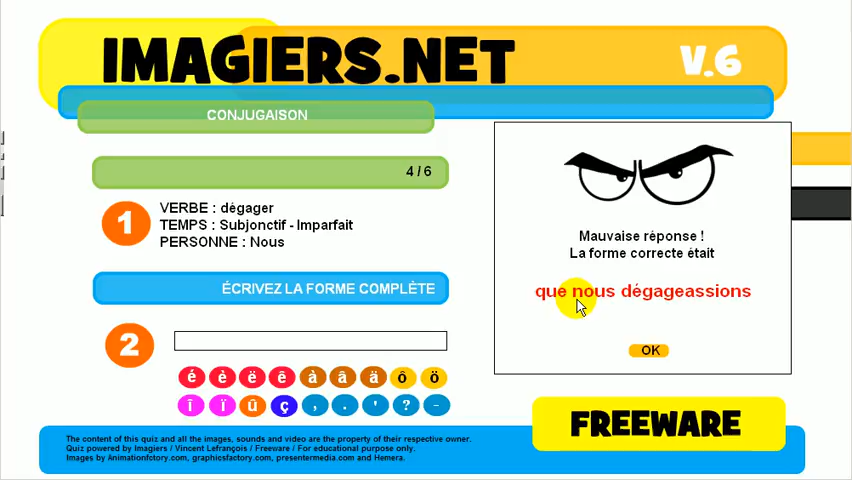 IMAGIERS.NET
V.6
CONJUGAISON
4 / 6
1
VERBE : dégager
TEMPS : Subjonctif - Imparfait
PERSONNE : Nous
ÉCRIVEZ LA FORME COMPLÈTE
2
é è ë ê à â ä ô ö
î ï û ç , . ' ? -
Mauvaise réponse !
La forme correcte était
que nous dégageassions
OK
FREEWARE
The content of this quiz and all the images, sounds and video are the property of their respective owner.
Quiz powered by Imagiers / Vincent Lefrançois / Freeware / For educational purpose only.
Images by Animationfctory.com, graphicsfactory.com, presentermedia.com and Hemera.